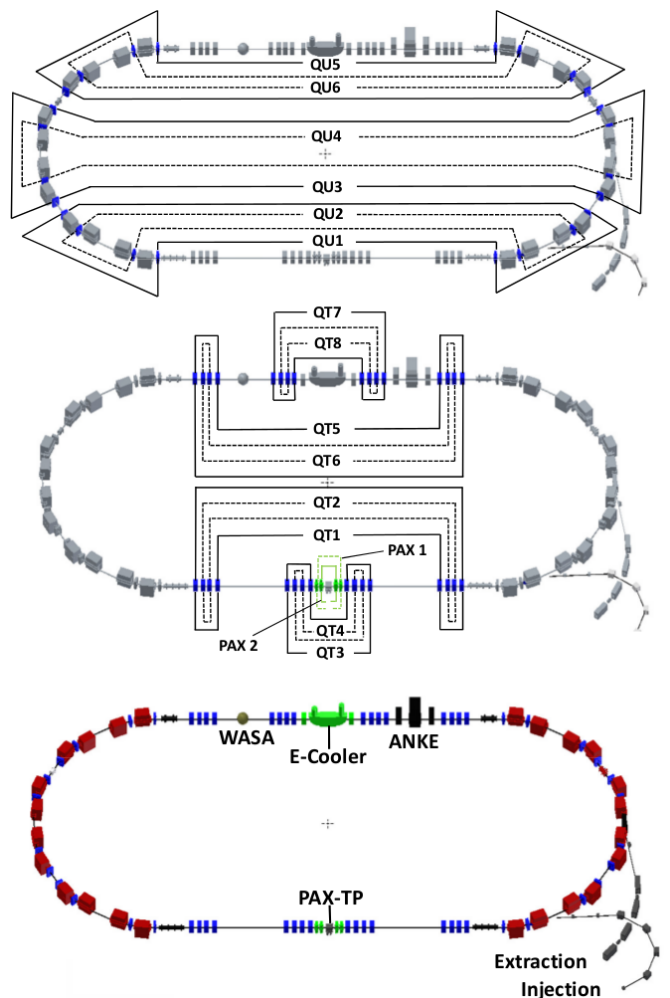 QU5
QU6
QU4
QU3
QU2
QU1
QT7
QT8
QT5
QT6
QT2
QT1
PAX 1
QT4
PAX 2
QT3
WASA
ANKE
E-Cooler
PAX-TP
Extraction
Injection